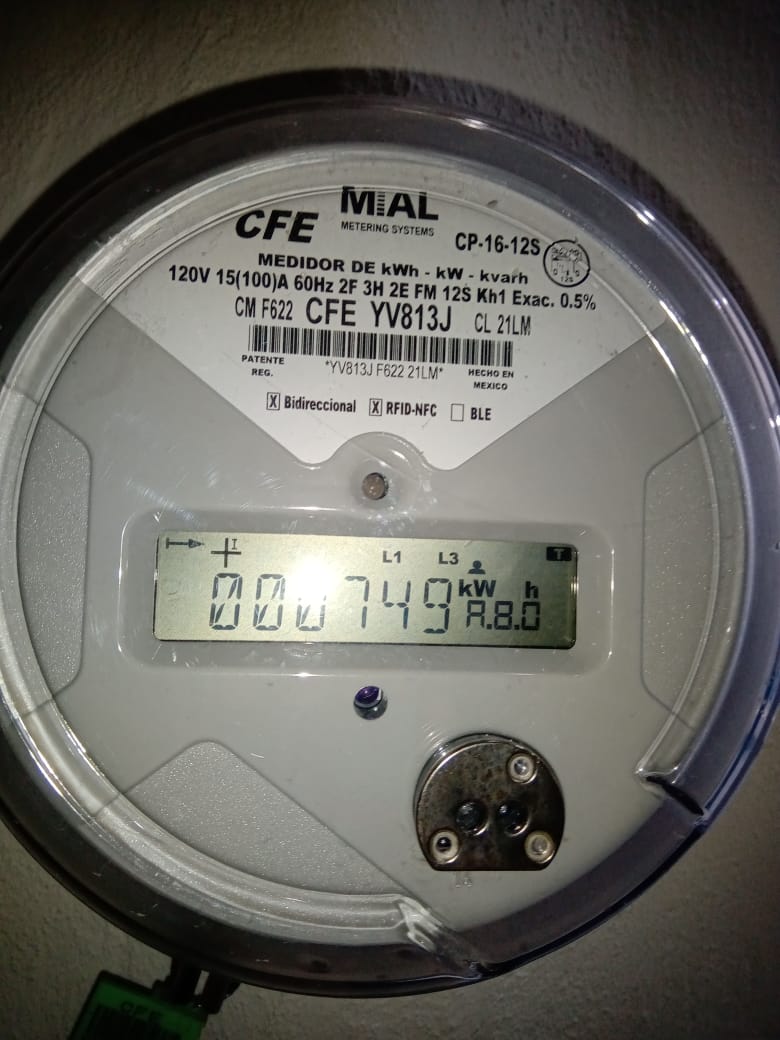 MIAL
CFE
METERING SYSTEMS
CP-16-12S
MEDIDOR DE kWh - kW - kvarh
120V 15(100)A 60Hz 2F 3H 2E FM 12S Kh1 Exac. 0.5%
CM F622 CFE YV813J CL 21LM
PATENTE REG.
*YV813J F622 21LM*
HECHO EN MEXICO
[X] Bidireccional [X] RFID-NFC [ ] BLE
L1 L3 T
000749 kW h A.8.0
CFE